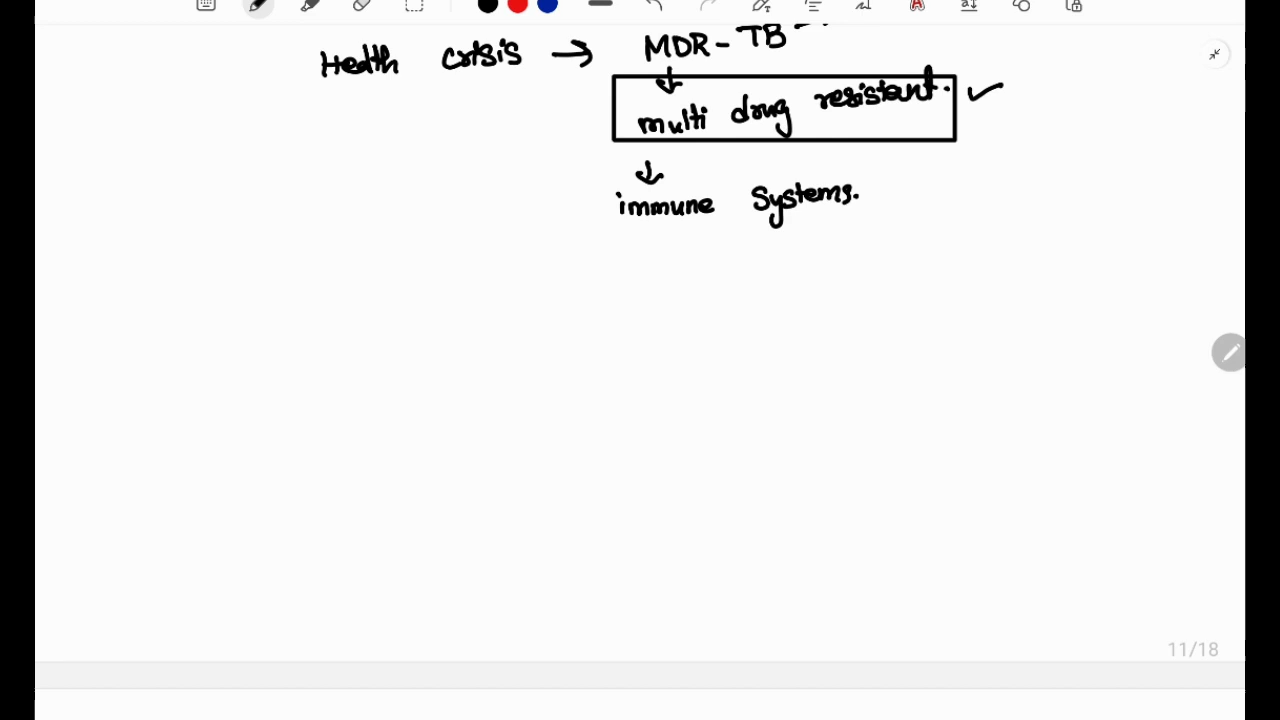 Health crisis → MDR-TB
↓
multi drug resistant. ✓
↓
immune systems.
11/18